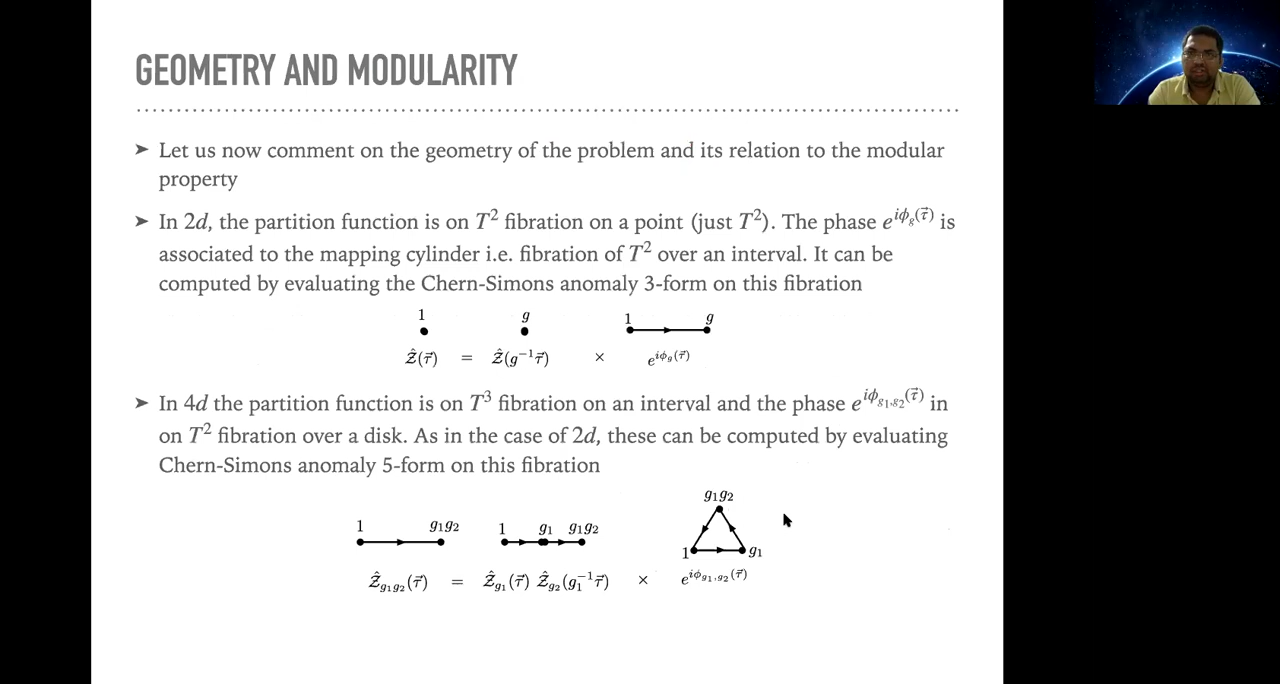 GEOMETRY AND MODULARITY
➤ Let us now comment on the geometry of the problem and its relation to the modular
property
➤ In 2d, the partition function is on T² fibration on a point (just T²). The phase e^{iϕ_g(τ⃗)} is
associated to the mapping cylinder i.e. fibration of T² over an interval. It can be
computed by evaluating the Chern-Simons anomaly 3-form on this fibration
1 g 1 g
Ẑ(τ⃗) = Ẑ(g⁻¹τ⃗) × e^{iϕ_g(τ⃗)}
➤ In 4d the partition function is on T³ fibration on an interval and the phase e^{iϕ_{g₁,g₂}(τ⃗)} in
on T² fibration over a disk. As in the case of 2d, these can be computed by evaluating
Chern-Simons anomaly 5-form on this fibration
g₁g₂
1 g₁g₂ 1 g₁ g₁g₂
1 g₁
Ẑ_{g₁g₂}(τ⃗) = Ẑ_{g₁}(τ⃗) Ẑ_{g₂}(g₁⁻¹τ⃗) × e^{iϕ_{g₁,g₂}(τ⃗)}